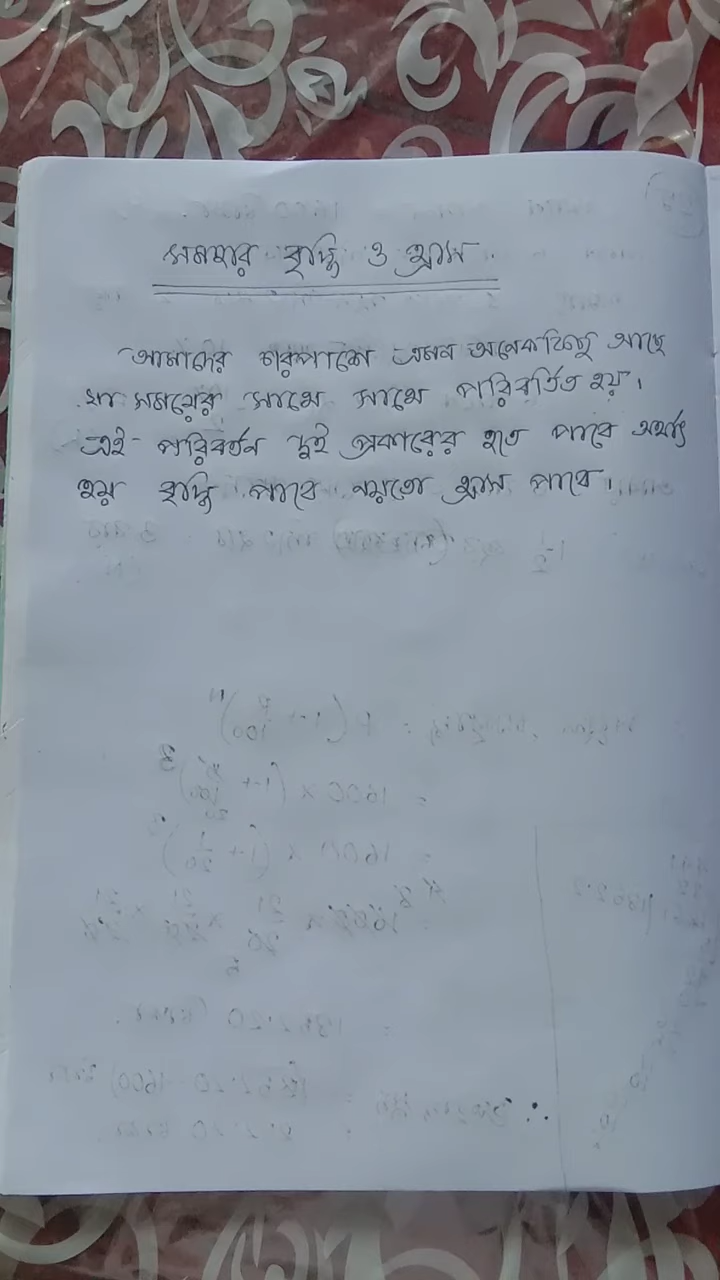 সমহার বৃদ্ধি ও হ্রাস
আমাদের চারপাশে এমন অনেককিছু আছে
যা সময়ের সাথে সাথে পরিবর্তিত হয়।
এই পরিবর্তন দুই প্রকারের হতে পারে অর্থাৎ
হয় বৃদ্ধি পাবে নয়তো হ্রাস পাবে।